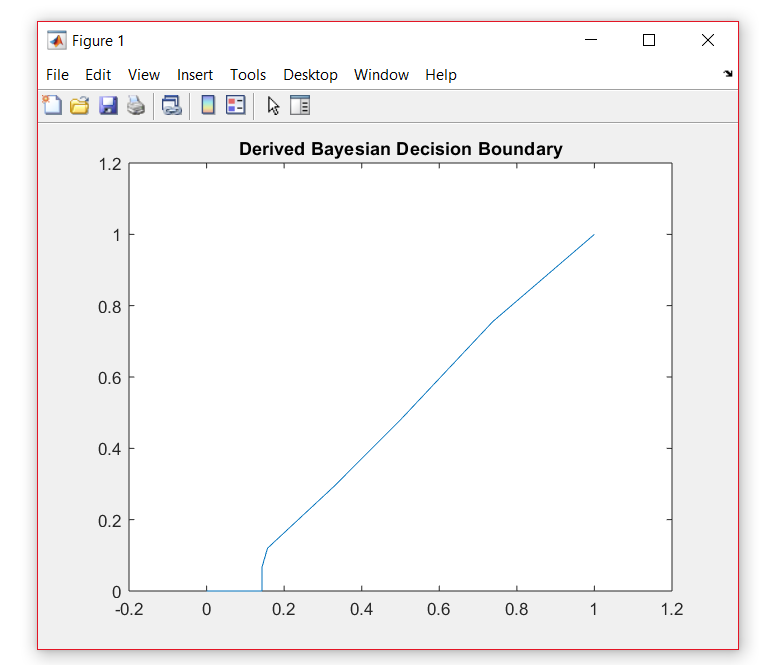 Figure 1
File Edit View Insert Tools Desktop Window Help
Derived Bayesian Decision Boundary
1.2
1
0.8
0.6
0.4
0.2
0
-0.2 0 0.2 0.4 0.6 0.8 1 1.2